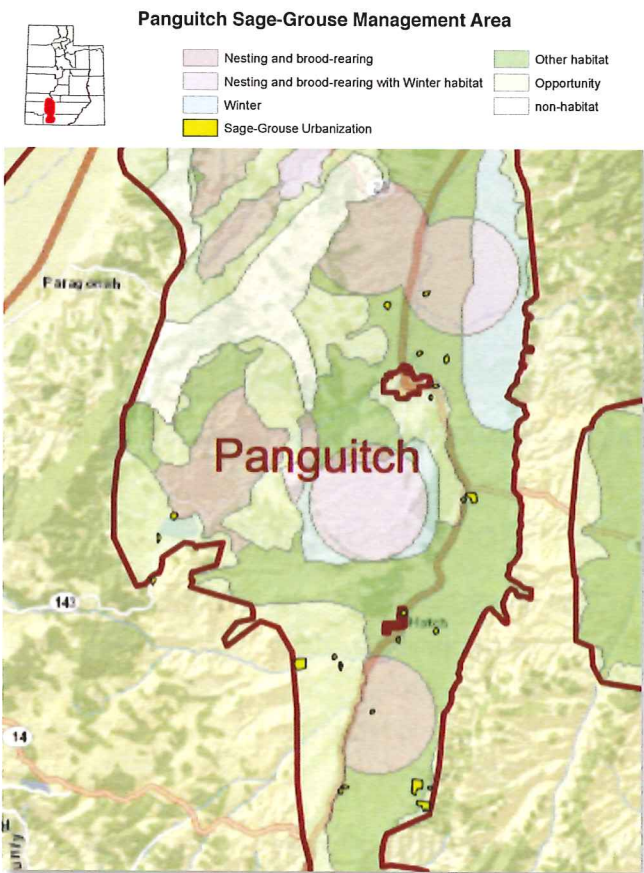 Panguitch Sage-Grouse Management Area
Nesting and brood-rearing
Nesting and brood-rearing with Winter habitat
Winter
Sage-Grouse Urbanization
Other habitat
Opportunity
non-habitat
Paragonah
Panguitch
143
Hatch
14